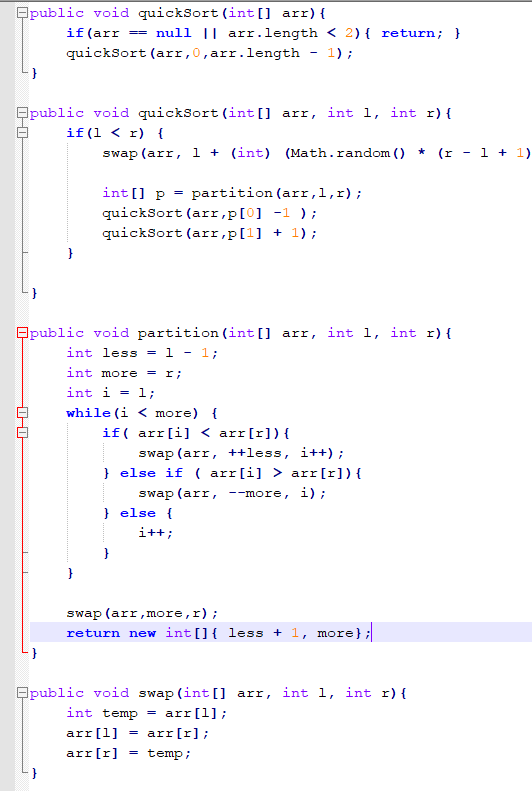 public void quickSort(int[] arr){
    if(arr == null || arr.length < 2){ return; }
    quickSort(arr,0,arr.length - 1);
}

public void quickSort(int[] arr, int l, int r){
    if(l < r) {
        swap(arr, l + (int) (Math.random() * (r - l + 1)

        int[] p = partition(arr,l,r);
        quickSort(arr,p[0] -1 );
        quickSort(arr,p[1] + 1);
    }

}

public void partition(int[] arr, int l, int r){
    int less = l - 1;
    int more = r;
    int i = l;
    while(i < more) {
        if( arr[i] < arr[r]){
            swap(arr, ++less, i++);
        } else if ( arr[i] > arr[r]){
            swap(arr, --more, i);
        } else {
            i++;
        }
    }

    swap(arr,more,r);
    return new int[]{ less + 1, more};
}

public void swap(int[] arr, int l, int r){
    int temp = arr[l];
    arr[l] = arr[r];
    arr[r] = temp;
}